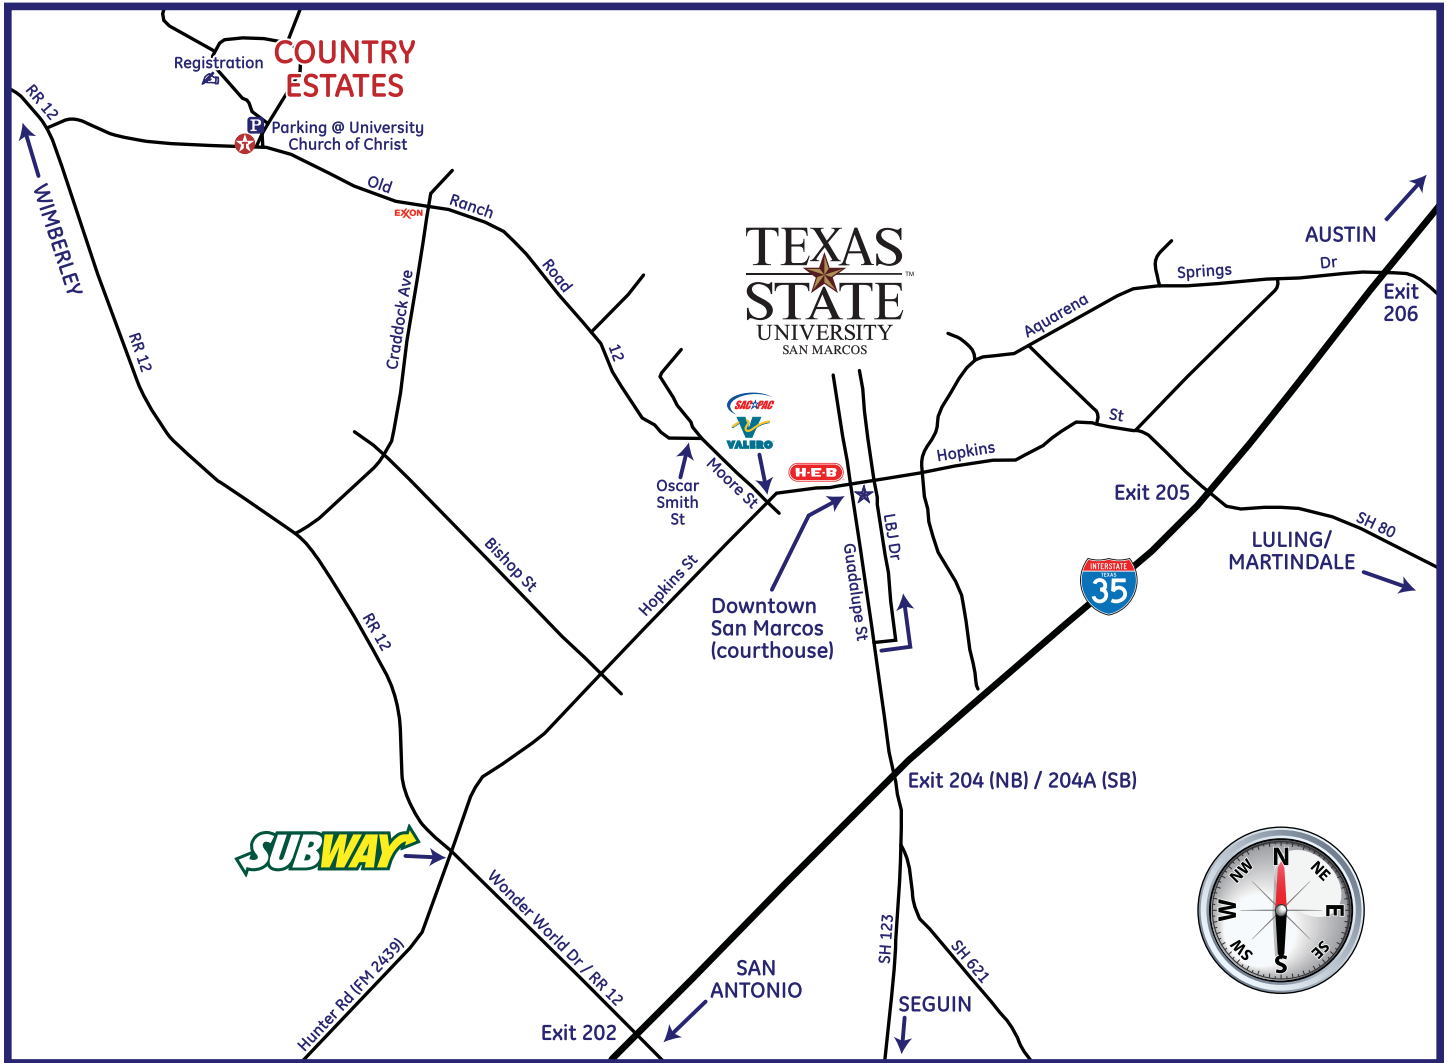 COUNTRY
ESTATES
Registration
RR 12
P
Parking @ University
Church of Christ
WIMBERLEY
Old
EXXON
Ranch
Road
12
Craddock Ave
RR 12
TEXAS
STATE
UNIVERSITY
SAN MARCOS
TM
AUSTIN
Springs
Dr
Exit
206
Aquarena
SAC PAC
V
VALERO
H-E-B
Hopkins
St
Moore St
Oscar
Smith
St
Exit 205
SH 80
LULING/
MARTINDALE
LBJ Dr
Guadalupe St
INTERSTATE
TEXAS
35
Bishop St
Hopkins St
Downtown
San Marcos
(courthouse)
RR 12
Exit 204 (NB) / 204A (SB)
SUBWAY
Wonder World Dr / RR 12
Hunter Rd (FM 2439)
SH 123
SH 621
SAN
ANTONIO
SEGUIN
Exit 202
N
NE
E
SE
S
SW
W
NW